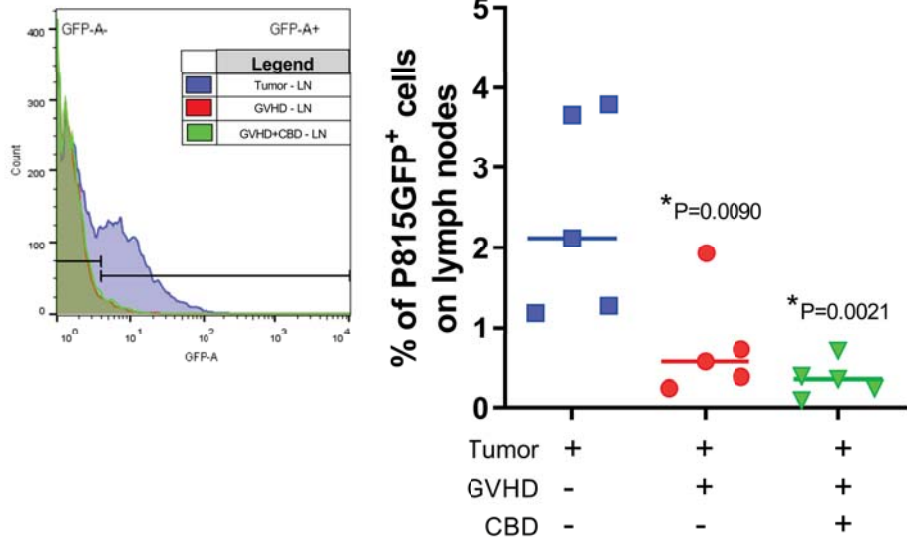 GFP-A- GFP-A+
Legend
Tumor - LN
GVHD - LN
GVHD+CBD - LN
400
300
200
100
0
Count
10^0 10^1 10^2 10^3 10^4
GFP-A
% of P815GFP+ cells
on lymph nodes
5
4
3
2
1
0
*P=0.0090
*P=0.0021
Tumor + + +
GVHD - + +
CBD - - +